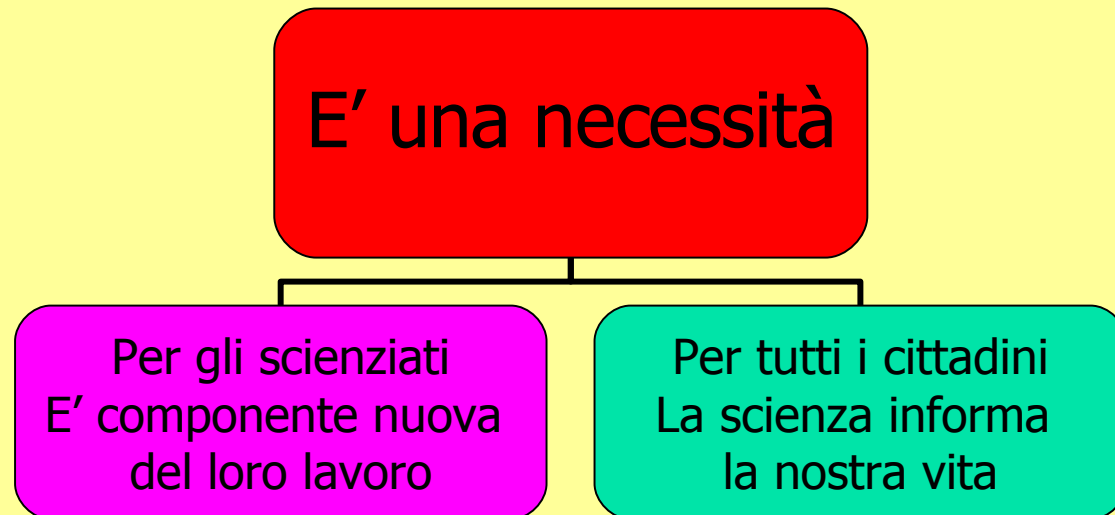 E’ una necessità
Per gli scienziati
E’ componente nuova
del loro lavoro
Per tutti i cittadini
La scienza informa
la nostra vita